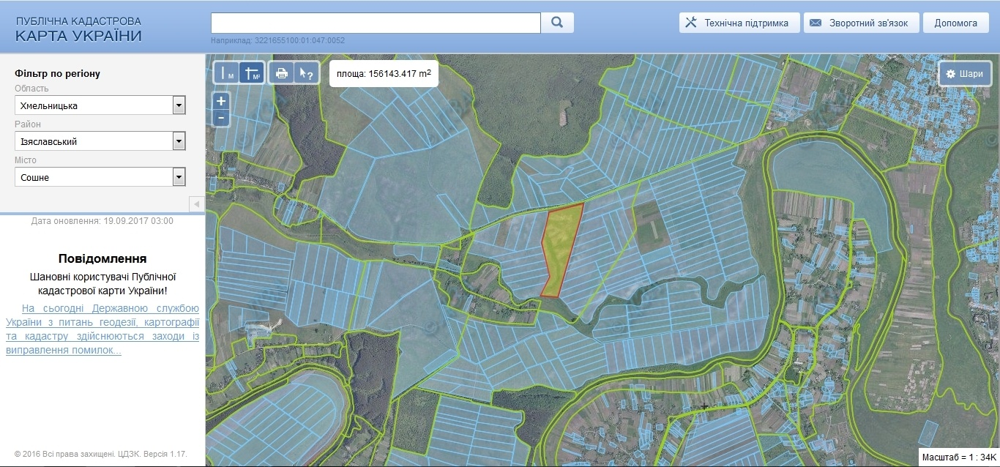 ПУБЛІЧНА КАДАСТРОВА
КАРТА УКРАЇНИ
Наприклад: 3221655100:01:047:0052
Технічна підтримка
Зворотний зв'язок
Допомога
Фільтр по регіону
Область
Хмельницька
Район
Ізяславський
Місто
Сошне
Дата оновлення: 19.09.2017 03:00
Повідомлення
Шановні користувачі Публічної
кадастрової карти України!
На сьогодні Державною службою
України з питань геодезії, картографії
та кадастру здійснюються заходи із
виправлення помилок...
© 2016 Всі права захищені. ЦДЗК. Версія 1.17.
М
М²
?
площа: 156143.417 m²
+
-
Шари
Масштаб = 1 : 34K